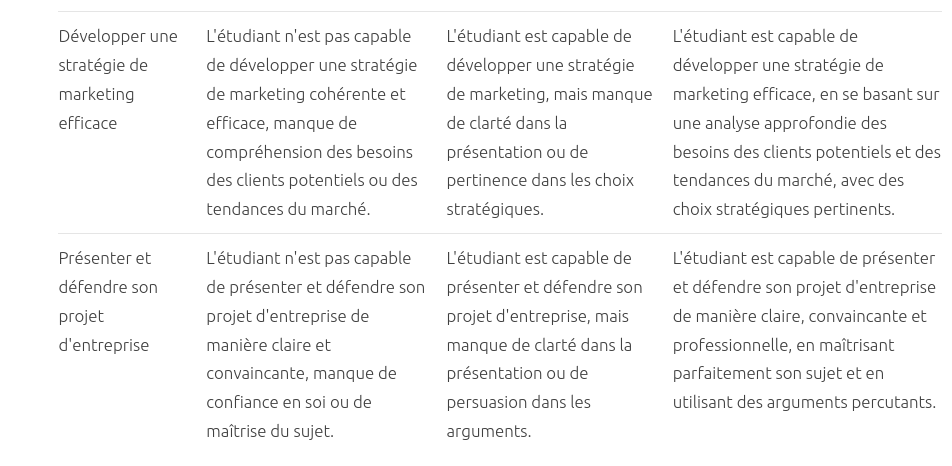 Développer une
stratégie de
marketing
efficace
L'étudiant n'est pas capable
de développer une stratégie
de marketing cohérente et
efficace, manque de
compréhension des besoins
des clients potentiels ou des
tendances du marché.
L'étudiant est capable de
développer une stratégie
de marketing, mais manque
de clarté dans la
présentation ou de
pertinence dans les choix
stratégiques.
L'étudiant est capable de
développer une stratégie de
marketing efficace, en se basant sur
une analyse approfondie des
besoins des clients potentiels et des
tendances du marché, avec des
choix stratégiques pertinents.
Présenter et
défendre son
projet
d'entreprise
L'étudiant n'est pas capable
de présenter et défendre son
projet d'entreprise de
manière claire et
convaincante, manque de
confiance en soi ou de
maîtrise du sujet.
L'étudiant est capable de
présenter et défendre son
projet d'entreprise, mais
manque de clarté dans la
présentation ou de
persuasion dans les
arguments.
L'étudiant est capable de présenter
et défendre son projet d'entreprise
de manière claire, convaincante et
professionnelle, en maîtrisant
parfaitement son sujet et en
utilisant des arguments percutants.